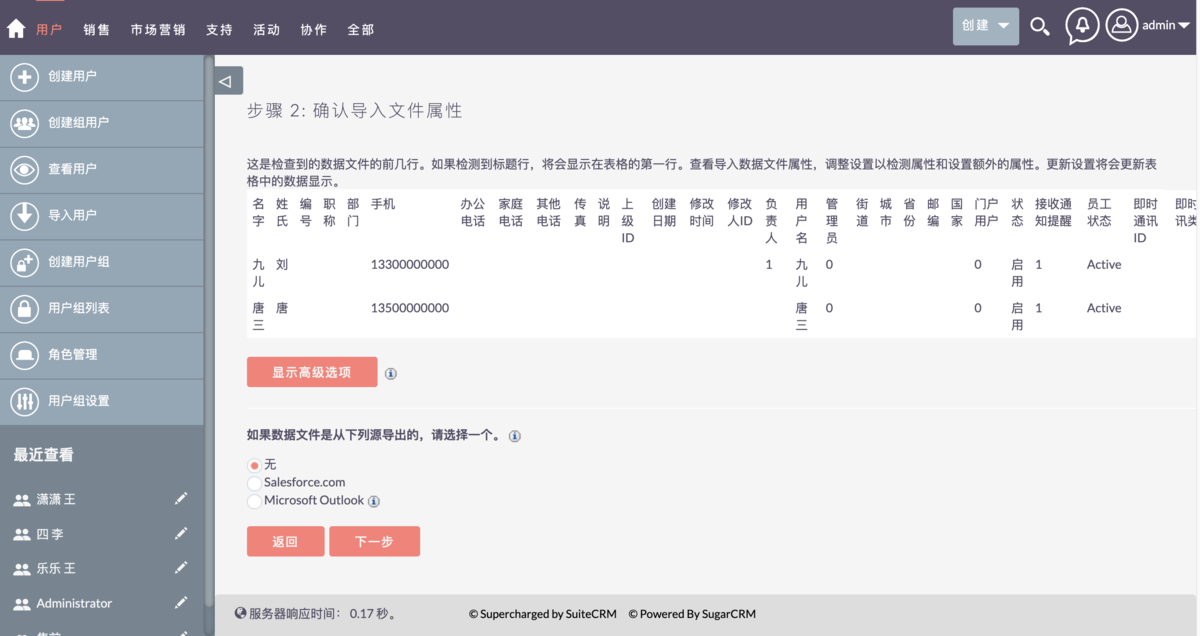 用户 销售 市场营销 支持 活动 协作 全部 创建 admin
创建用户
创建组用户
查看用户
导入用户
创建用户组
用户组列表
角色管理
用户组设置
最近查看
潇潇 王
四 李
乐乐 王
Administrator
步骤 2: 确认导入文件属性
这是检查到的数据文件的前几行。如果检测到标题行，将会显示在表格的第一行。查看导入数据文件属性，调整设置以检测属性和设置额外的属性。更新设置将会更新表
格中的数据显示。
名字 姓氏 编号 职称 部门 手机 办公电话 家庭电话 其他电话 传真 说明 上级ID 创建日期 修改时间 修改人ID 负责人 用户名 管理员 街道 城市 省份 邮编 国家 门户用户 状态 接收通知提醒 员工状态 即时通讯ID 即时讯类
九儿 刘 13300000000 1 九儿 0 0 启用 1 Active
唐三 唐 13500000000 唐三 0 0 启用 1 Active
显示高级选项
如果数据文件是从下列源导出的，请选择一个。
无
Salesforce.com
Microsoft Outlook
返回 下一步
服务器响应时间： 0.17 秒。 © Supercharged by SuiteCRM © Powered By SugarCRM